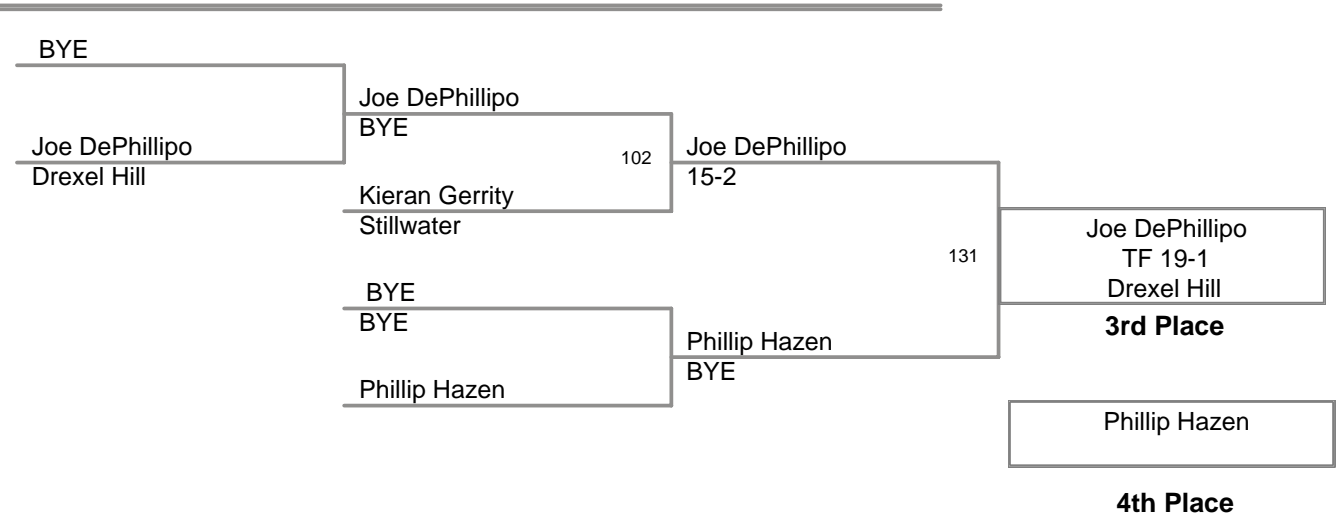 BYE
Joe DePhillipo
Drexel Hill
Joe DePhillipo
BYE
102
Kieran Gerrity
Stillwater
BYE
BYE
Phillip Hazen
Joe DePhillipo
15-2
131
Phillip Hazen
BYE
Joe DePhillipo
TF 19-1
Drexel Hill
3rd Place
Phillip Hazen
4th Place